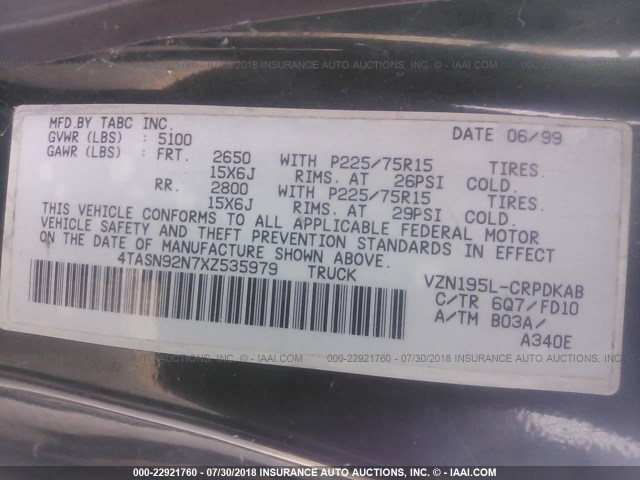 000-22921760 - 07/30/2018 INSURANCE AUTO AUCTIONS, INC. - IAAI.COM
MFD.BY TABC INC. DATE 06/99
GVWR (LBS) : 5100
GAWR (LBS) : FRT. 2650 WITH P225/75R15 TIRES.
15X6J RIMS. AT 26PSI COLD.
RR. 2800 WITH P225/75R15 TIRES.
15X6J RIMS. AT 29PSI COLD.
THIS VEHICLE CONFORMS TO ALL APPLICABLE FEDERAL MOTOR
VEHICLE SAFETY AND THEFT PREVENTION STANDARDS IN EFFECT
ON THE DATE OF MANUFACTURE SHOWN ABOVE.
4TASN92N7XZ535979 TRUCK
VZN195L-CRPDKAB
C/TR 6Q7/FD10
A/TM B03A/
A340E
000-22921760 - 07/30/2018 INSURANCE AUTO AUCTIONS, INC. - IAAI.COM
000-22921760 - 07/30/2018 INSURANCE AUTO AUCTIONS, INC. - IAAI.COM